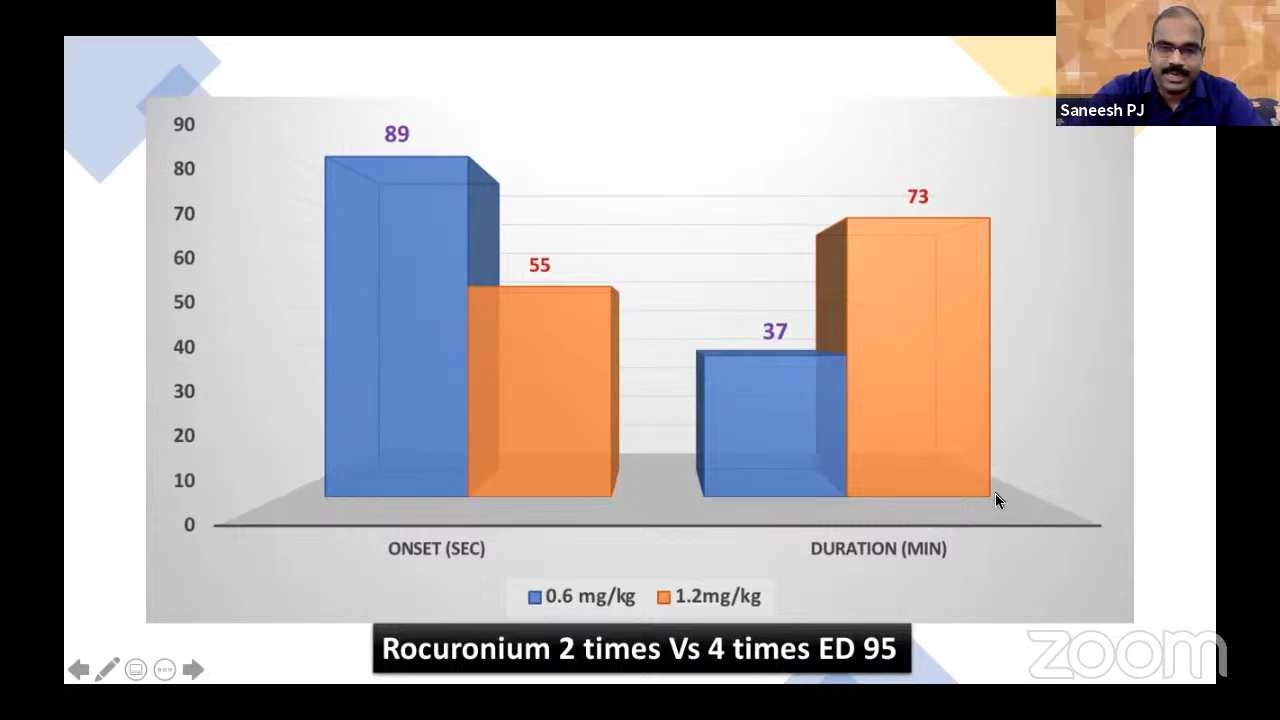 Saneesh PJ
90
80
70
60
50
40
30
20
10
0
89
55
37
73
ONSET (SEC)
DURATION (MIN)
0.6 mg/kg
1.2mg/kg
Rocuronium 2 times Vs 4 times ED 95
zoom